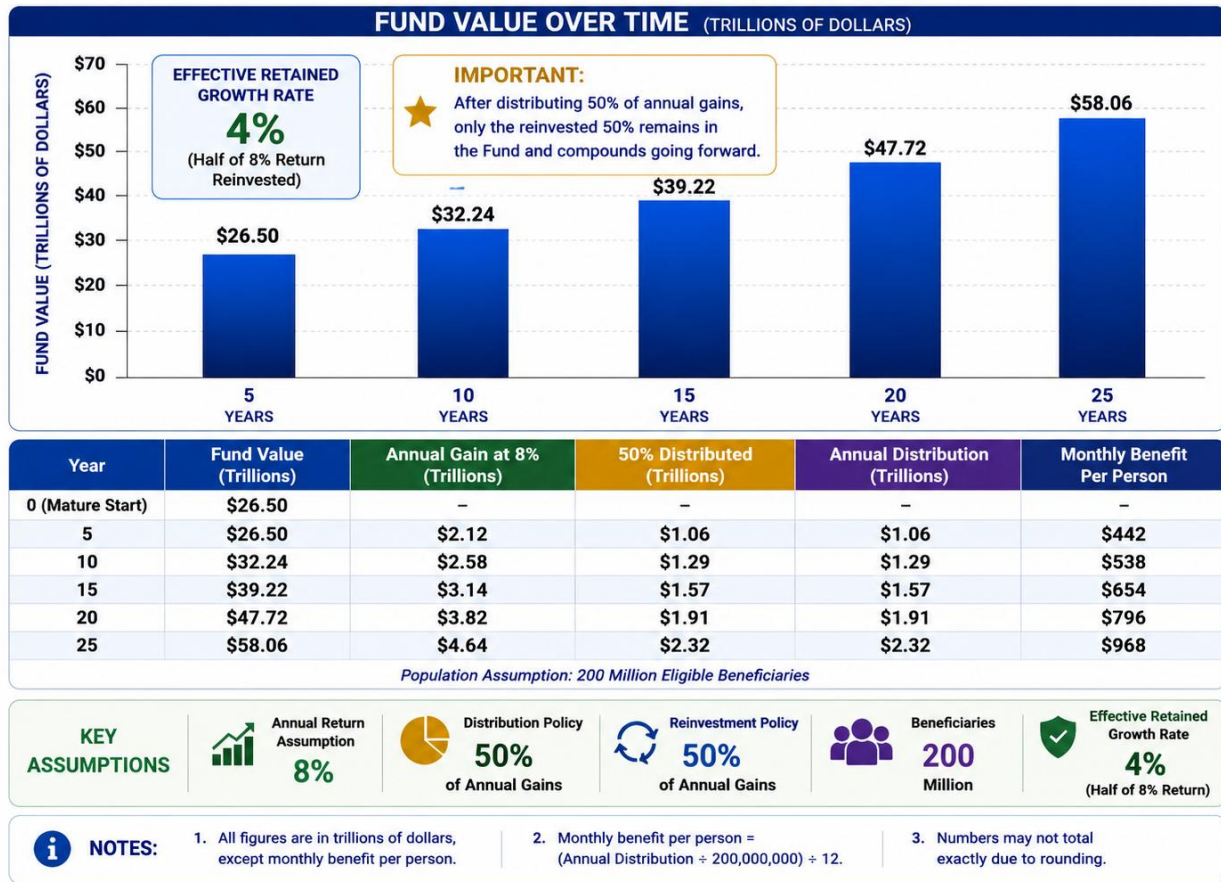 FUND VALUE OVER TIME (TRILLIONS OF DOLLARS)
FUND VALUE (TRILLIONS OF DOLLARS)
$70
$60
$50
$40
$30
$20
$10
$0
EFFECTIVE RETAINED
GROWTH RATE
4%
(Half of 8% Return
Reinvested)
IMPORTANT:
After distributing 50% of annual gains,
only the reinvested 50% remains in
the Fund and compounds going forward.
$26.50
$32.24
$39.22
$47.72
$58.06
5
YEARS
10
YEARS
15
YEARS
20
YEARS
25
YEARS
Year
Fund Value
(Trillions)
Annual Gain at 8%
(Trillions)
50% Distributed
(Trillions)
Annual Distribution
(Trillions)
Monthly Benefit
Per Person
0 (Mature Start) $26.50 – – – –
5 $26.50 $2.12 $1.06 $1.06 $442
10 $32.24 $2.58 $1.29 $1.29 $538
15 $39.22 $3.14 $1.57 $1.57 $654
20 $47.72 $3.82 $1.91 $1.91 $796
25 $58.06 $4.64 $2.32 $2.32 $968
Population Assumption: 200 Million Eligible Beneficiaries
KEY
ASSUMPTIONS
Annual Return
Assumption
8%
Distribution Policy
50%
of Annual Gains
Reinvestment Policy
50%
of Annual Gains
Beneficiaries
200
Million
Effective Retained
Growth Rate
4%
(Half of 8% Return)
NOTES:
1. All figures are in trillions of dollars,
except monthly benefit per person.
2. Monthly benefit per person =
(Annual Distribution ÷ 200,000,000) ÷ 12.
3. Numbers may not total
exactly due to rounding.